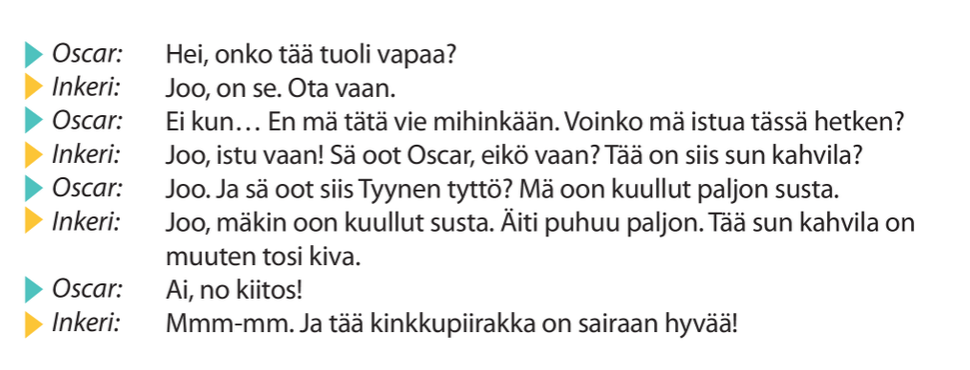 Oscar: Hei, onko tää tuoli vapaa?
Inkeri: Joo, on se. Ota vaan.
Oscar: Ei kun… En mä tätä vie mihinkään. Voinko mä istua tässä hetken?
Inkeri: Joo, istu vaan! Sä oot Oscar, eikö vaan? Tää on siis sun kahvila?
Oscar: Joo. Ja sä oot siis Tyynen tyttö? Mä oon kuullut paljon susta.
Inkeri: Joo, mäkin oon kuullut susta. Äiti puhuu paljon. Tää sun kahvila on
muuten tosi kiva.
Oscar: Ai, no kiitos!
Inkeri: Mmm-mm. Ja tää kinkkupiirakka on sairaan hyvää!